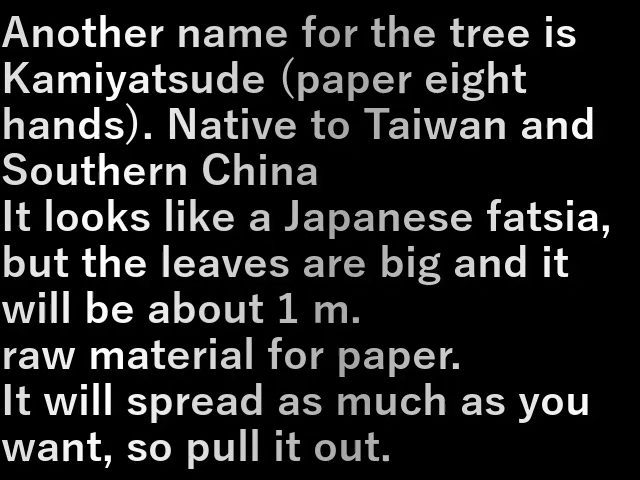 Another name for the tree is
Kamiyatsude (paper eight
hands). Native to Taiwan and
Southern China
It looks like a Japanese fatsia,
but the leaves are big and it
will be about 1 m.
raw material for paper.
It will spread as much as you
want, so pull it out.